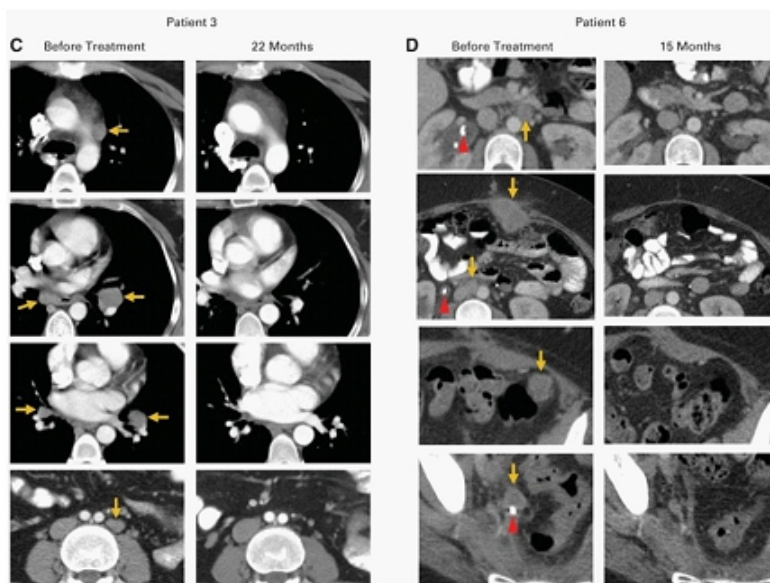 Patient 3
Patient 6
C
Before Treatment
22 Months
D
Before Treatment
15 Months